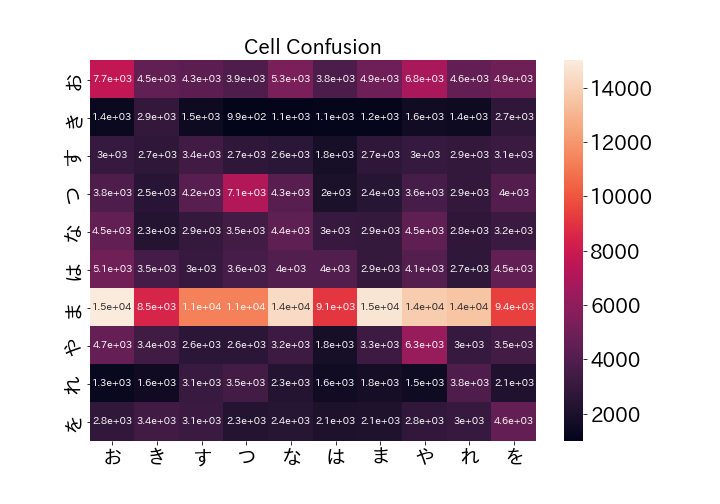 Cell Confusion
お 7.7e+03 4.5e+03 4.3e+03 3.9e+03 5.3e+03 3.8e+03 4.9e+03 6.8e+03 4.6e+03 4.9e+03
き 1.4e+03 2.9e+03 1.5e+03 9.9e+02 1.1e+03 1.1e+03 1.2e+03 1.6e+03 1.4e+03 2.7e+03
す 3e+03 2.7e+03 3.4e+03 2.7e+03 2.6e+03 1.8e+03 2.7e+03 3e+03 2.9e+03 3.1e+03
つ 3.8e+03 2.5e+03 4.2e+03 7.1e+03 4.3e+03 2e+03 2.4e+03 3.6e+03 2.9e+03 4e+03
な 4.5e+03 2.3e+03 2.9e+03 3.5e+03 4.4e+03 3e+03 2.9e+03 4.5e+03 2.8e+03 3.2e+03
は 5.1e+03 3.5e+03 3e+03 3.6e+03 4e+03 4e+03 2.9e+03 4.1e+03 2.7e+03 4.5e+03
ま 1.5e+04 8.5e+03 1.1e+04 1.1e+04 1.4e+04 9.1e+03 1.5e+04 1.4e+04 1.4e+04 9.4e+03
や 4.7e+03 3.4e+03 2.6e+03 2.6e+03 3.2e+03 1.8e+03 3.3e+03 6.3e+03 3e+03 3.5e+03
れ 1.3e+03 1.6e+03 3.1e+03 3.5e+03 2.3e+03 1.6e+03 1.8e+03 1.5e+03 3.8e+03 2.1e+03
を 2.8e+03 3.4e+03 3.1e+03 2.3e+03 2.4e+03 2.1e+03 2.1e+03 2.8e+03 3e+03 4.6e+03
お き す つ な は ま や れ を
14000
12000
10000
8000
6000
4000
2000